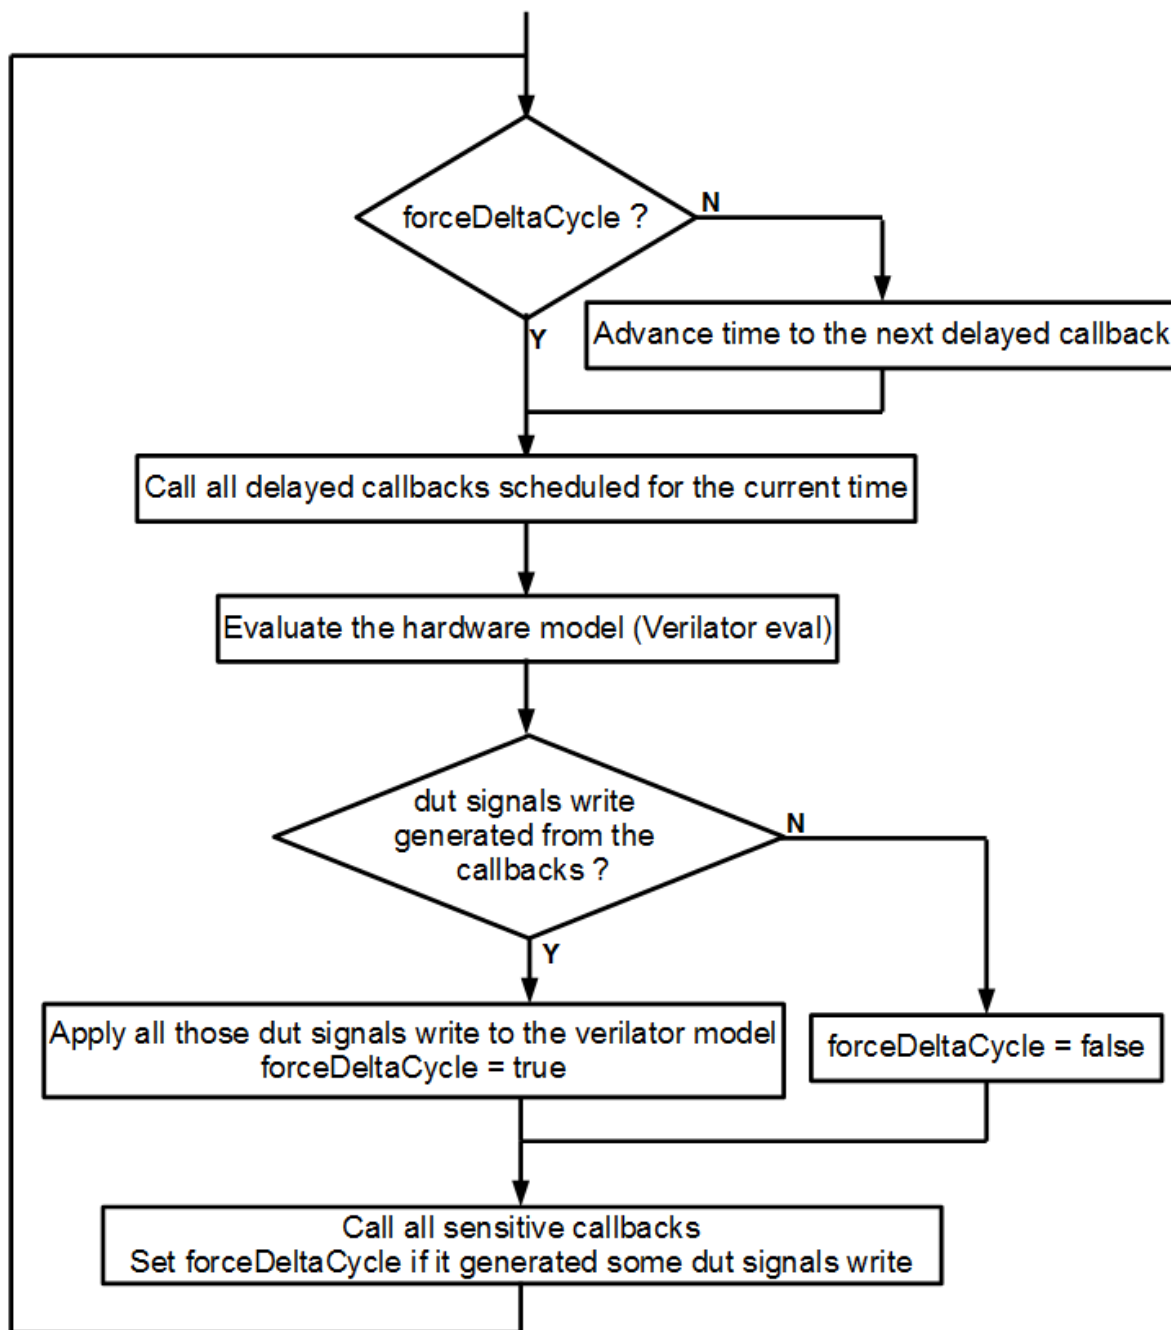 forceDeltaCycle ?
N
Y
Advance time to the next delayed callback
Call all delayed callbacks scheduled for the current time
Evaluate the hardware model (Verilator eval)
dut signals write
generated from the
callbacks ?
N
Y
Apply all those dut signals write to the verilator model
forceDeltaCycle = true
forceDeltaCycle = false
Call all sensitive callbacks
Set forceDeltaCycle if it generated some dut signals write